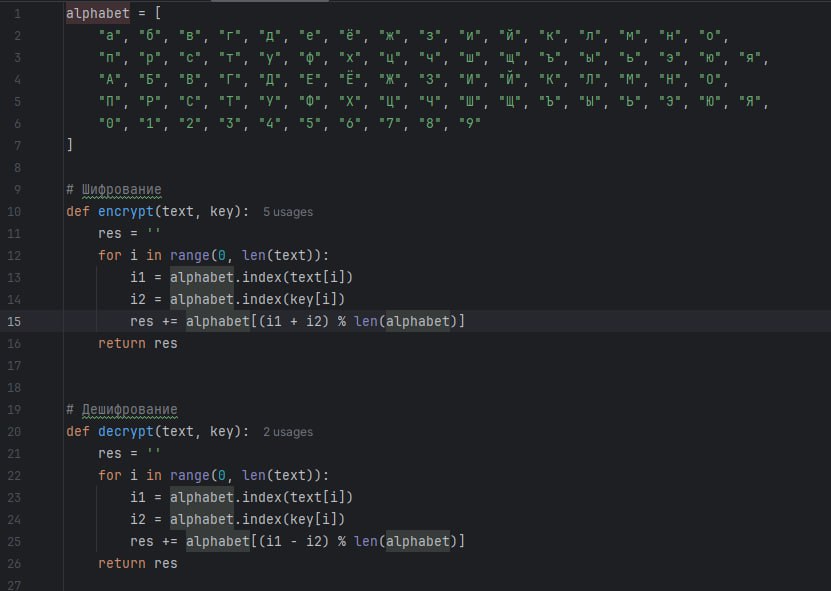 1 alphabet = [
2 "а", "б", "в", "г", "д", "е", "ё", "ж", "з", "и", "й", "к", "л", "м", "н", "о",
3 "п", "р", "с", "т", "у", "ф", "х", "ц", "ч", "ш", "щ", "ъ", "ы", "ь", "э", "ю", "я",
4 "А", "Б", "В", "Г", "Д", "Е", "Ё", "Ж", "З", "И", "Й", "К", "Л", "М", "Н", "О",
5 "П", "Р", "С", "Т", "У", "Ф", "Х", "Ц", "Ч", "Ш", "Щ", "Ъ", "Ы", "ь", "Э", "Ю", "Я",
6 "0", "1", "2", "3", "4", "5", "6", "7", "8", "9"
7 ]
8
9 # Шифрование
10 def encrypt(text, key): 5 usages
11 res = ''
12 for i in range(0, len(text)):
13 i1 = alphabet.index(text[i])
14 i2 = alphabet.index(key[i])
15 res += alphabet[(i1 + i2) % len(alphabet)]
16 return res
17
18
19 # Дешифрование
20 def decrypt(text, key): 2 usages
21 res = ''
22 for i in range(0, len(text)):
23 i1 = alphabet.index(text[i])
24 i2 = alphabet.index(key[i])
25 res += alphabet[(i1 - i2) % len(alphabet)]
26 return res
27